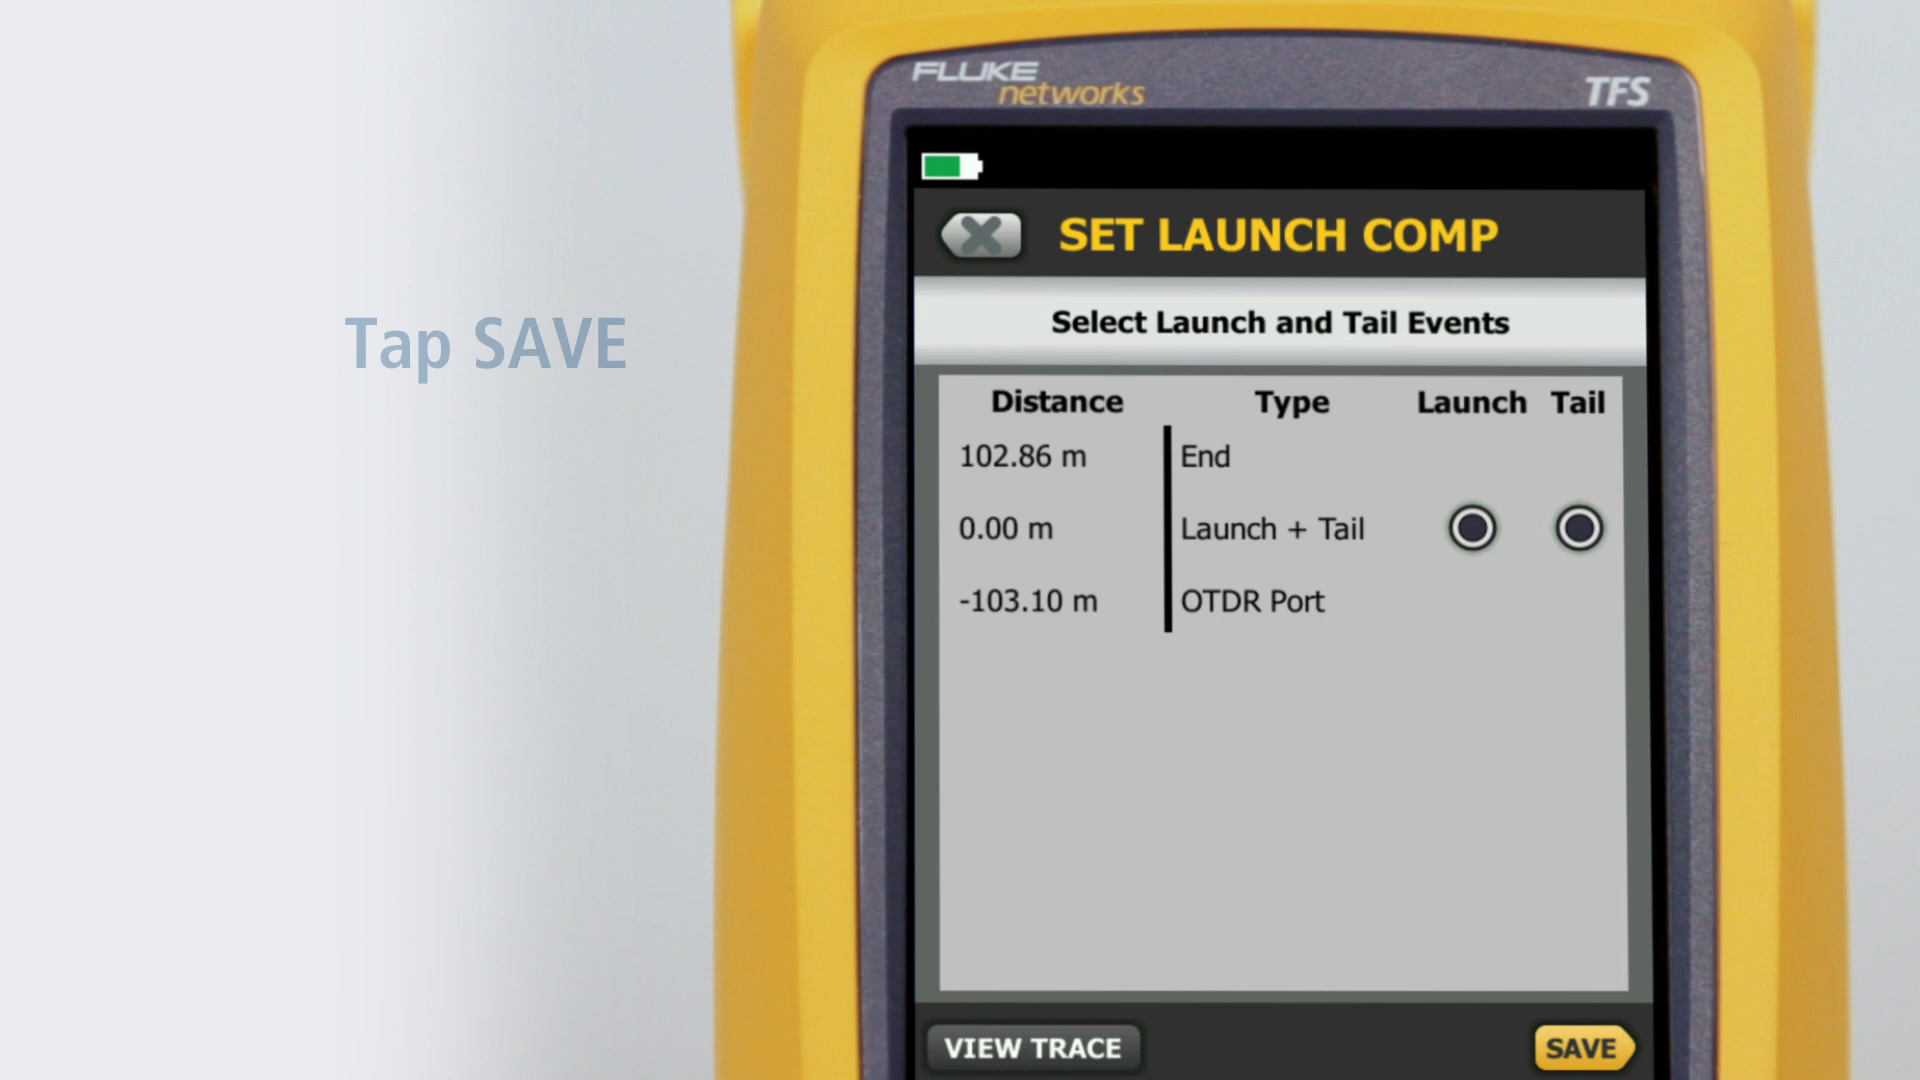 Tap SAVE
FLUKE
networks
TFS
SET LAUNCH COMP
Select Launch and Tail Events
Distance Type Launch Tail
102.86 m End
0.00 m Launch + Tail
-103.10 m OTDR Port
VIEW TRACE SAVE